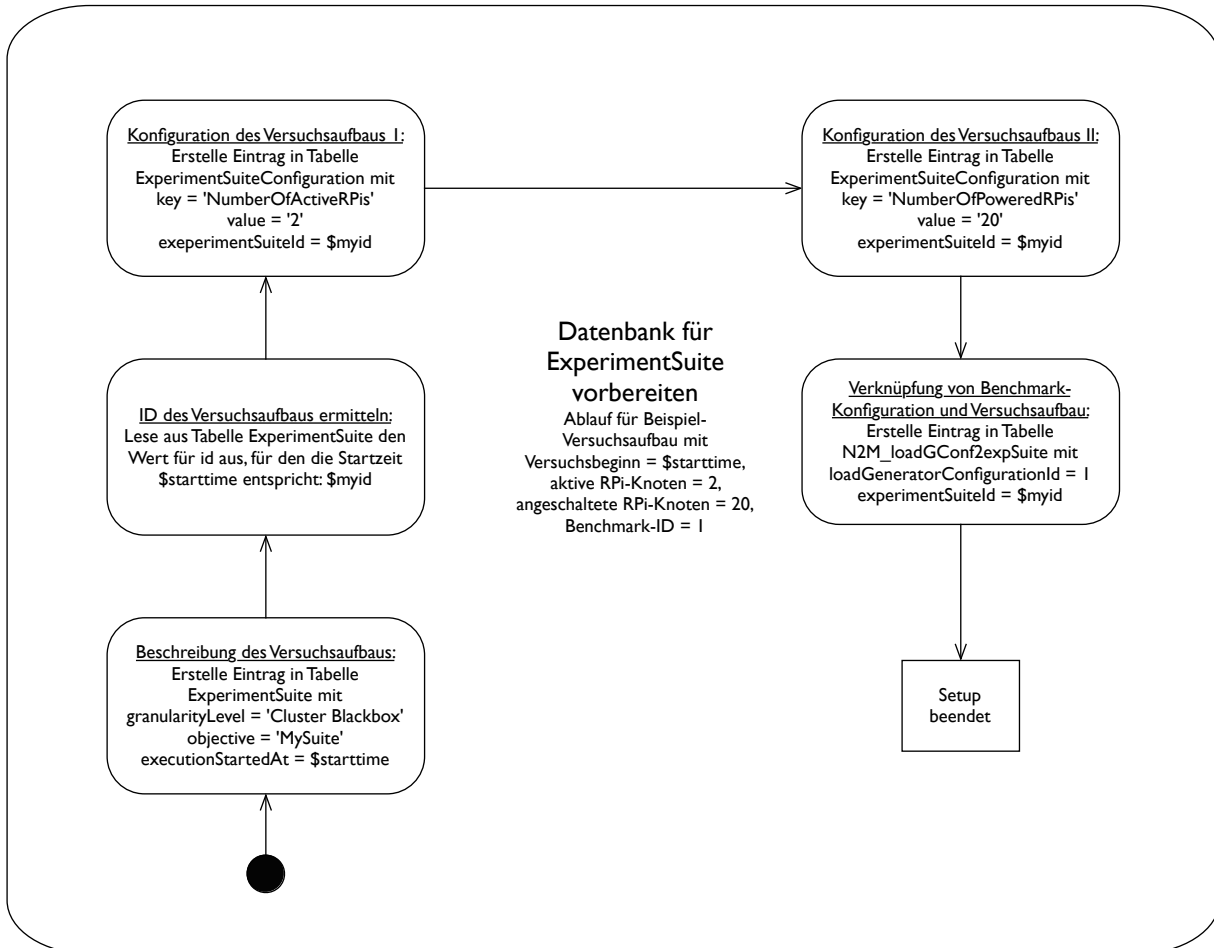 Konfiguration des Versuchsaufbaus I:
Erstelle Eintrag in Tabelle
ExperimentSuiteConfiguration mit
key = 'NumberOfActiveRPis'
value = '2'
exeperimentSuiteId = $myid
Konfiguration des Versuchsaufbaus II:
Erstelle Eintrag in Tabelle
ExperimentSuiteConfiguration mit
key = 'NumberOfPoweredRPis'
value = '20'
experimentSuiteId = $myid
Datenbank für
ExperimentSuite
vorbereiten
Ablauf für Beispiel-
Versuchsaufbau mit
Versuchsbeginn = $starttime,
aktive RPi-Knoten = 2,
angeschaltete RPi-Knoten = 20,
Benchmark-ID = 1
ID des Versuchsaufbaus ermitteln:
Lese aus Tabelle ExperimentSuite den
Wert für id aus, für den die Startzeit
$starttime entspricht: $myid
Verknüpfung von Benchmark-
Konfiguration und Versuchsaufbau:
Erstelle Eintrag in Tabelle
N2M_loadGConf2expSuite mit
loadGeneratorConfigurationId = 1
experimentSuiteId = $myid
Beschreibung des Versuchsaufbaus:
Erstelle Eintrag in Tabelle
ExperimentSuite mit
granularityLevel = 'Cluster Blackbox'
objective = 'MySuite'
executionStartedAt = $starttime
Setup
beendet